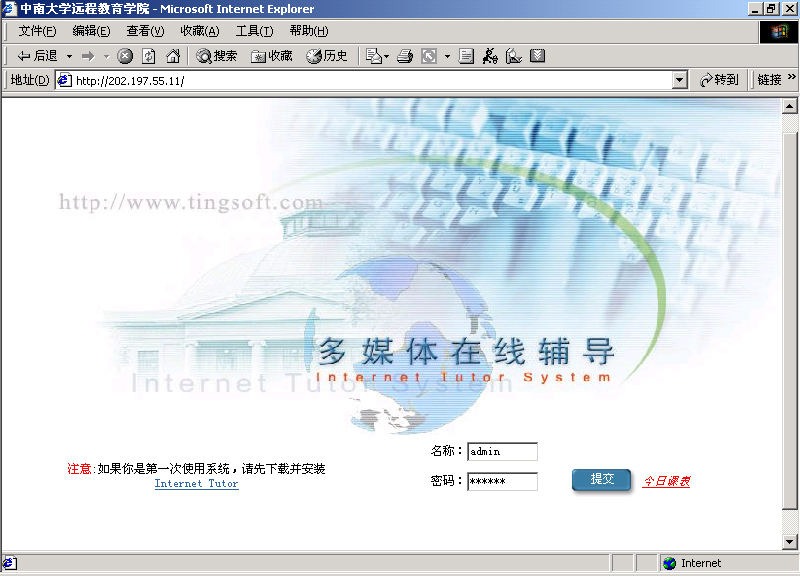 中南大学远程教育学院 - Microsoft Internet Explorer
文件(F) 编辑(E) 查看(V) 收藏(A) 工具(T) 帮助(H)
后退 搜索 收藏 历史
地址(D) http://202.197.55.11/ 转到 链接 »
http://www.tingsoft.com
多媒体在线辅导
Internet Tutor System
Internet Tutor System
名称：admin
注意:如果你是第一次使用系统，请先下载并安装
Internet Tutor
密码：******
提交 今日课表
Internet